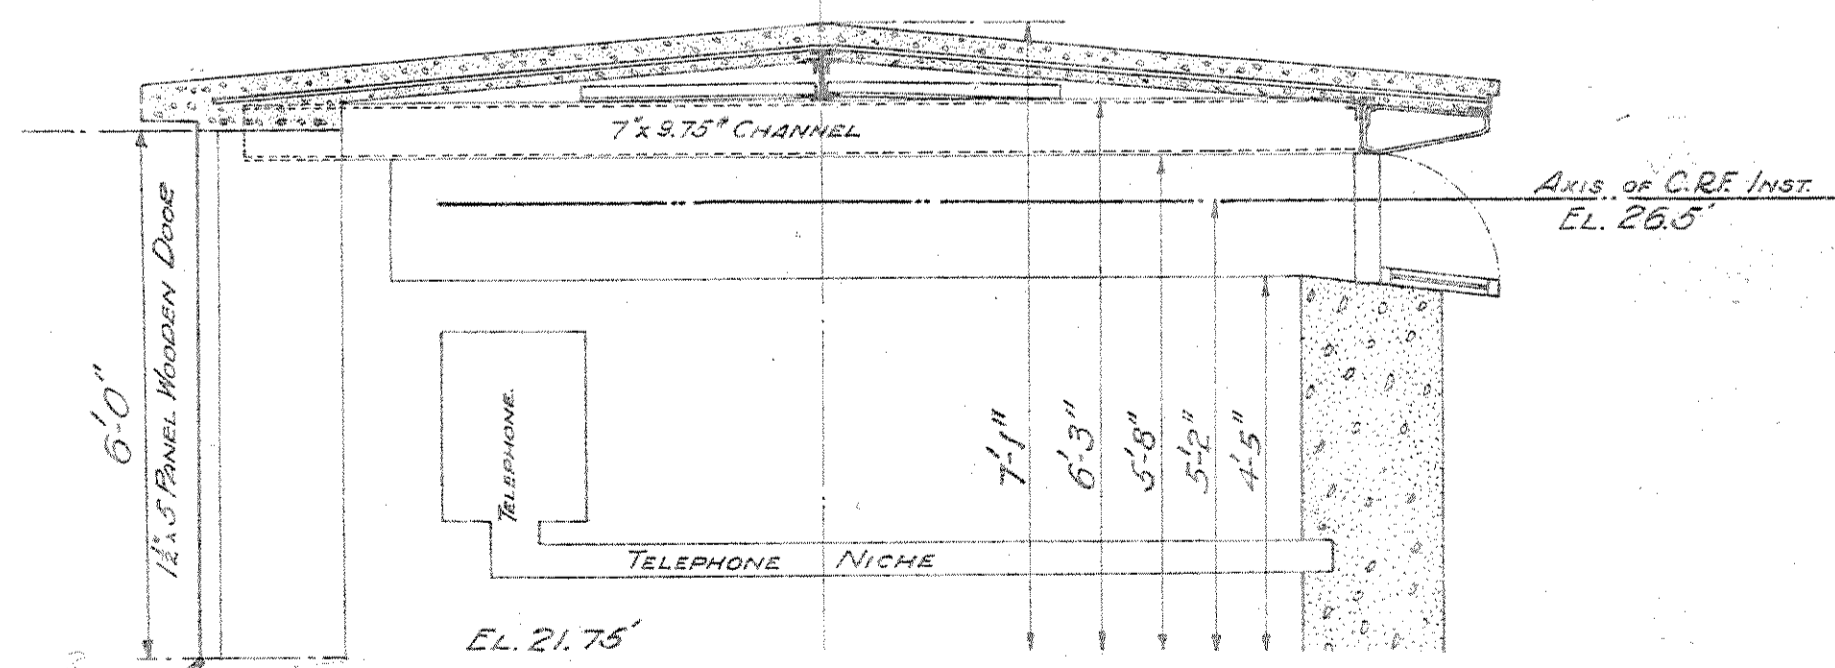 7" x 9.75# CHANNEL
AXIS OF C.R.F. INST.
EL. 26.5'
6'-0"
1½" x 5 PANEL WOODEN DOOR
TELEPHONE.
7'-1"
6'-3"
5'-8"
5'-2"
4'-5"
TELEPHONE NICHE
EL. 21.75'